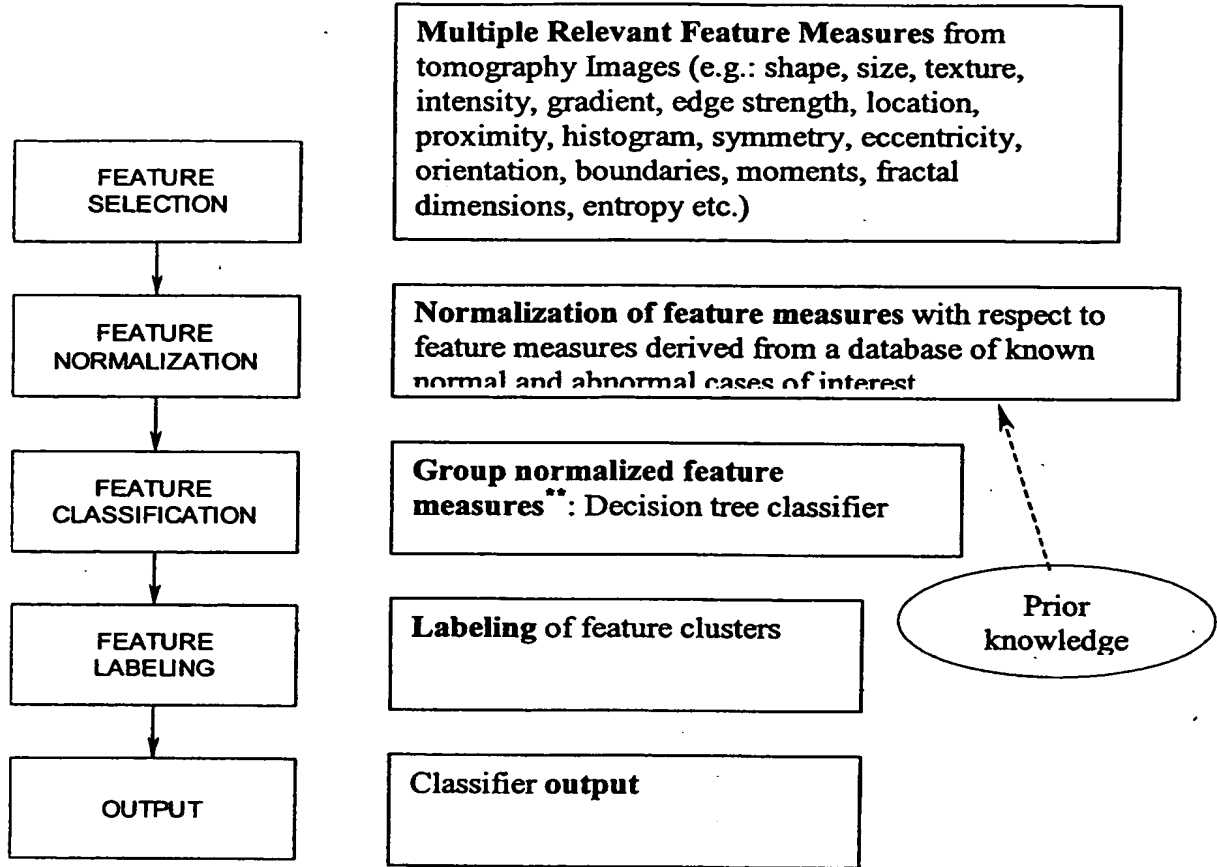 FEATURE
SELECTION
Multiple Relevant Feature Measures from
tomography Images (e.g.: shape, size, texture,
intensity, gradient, edge strength, location,
proximity, histogram, symmetry, eccentricity,
orientation, boundaries, moments, fractal
dimensions, entropy etc.)
FEATURE
NORMALIZATION
Normalization of feature measures with respect to
feature measures derived from a database of known
normal and abnormal cases of interest
FEATURE
CLASSIFICATION
Group normalized feature
measures**: Decision tree classifier
FEATURE
LABELING
Labeling of feature clusters
Prior
knowledge
OUTPUT
Classifier output